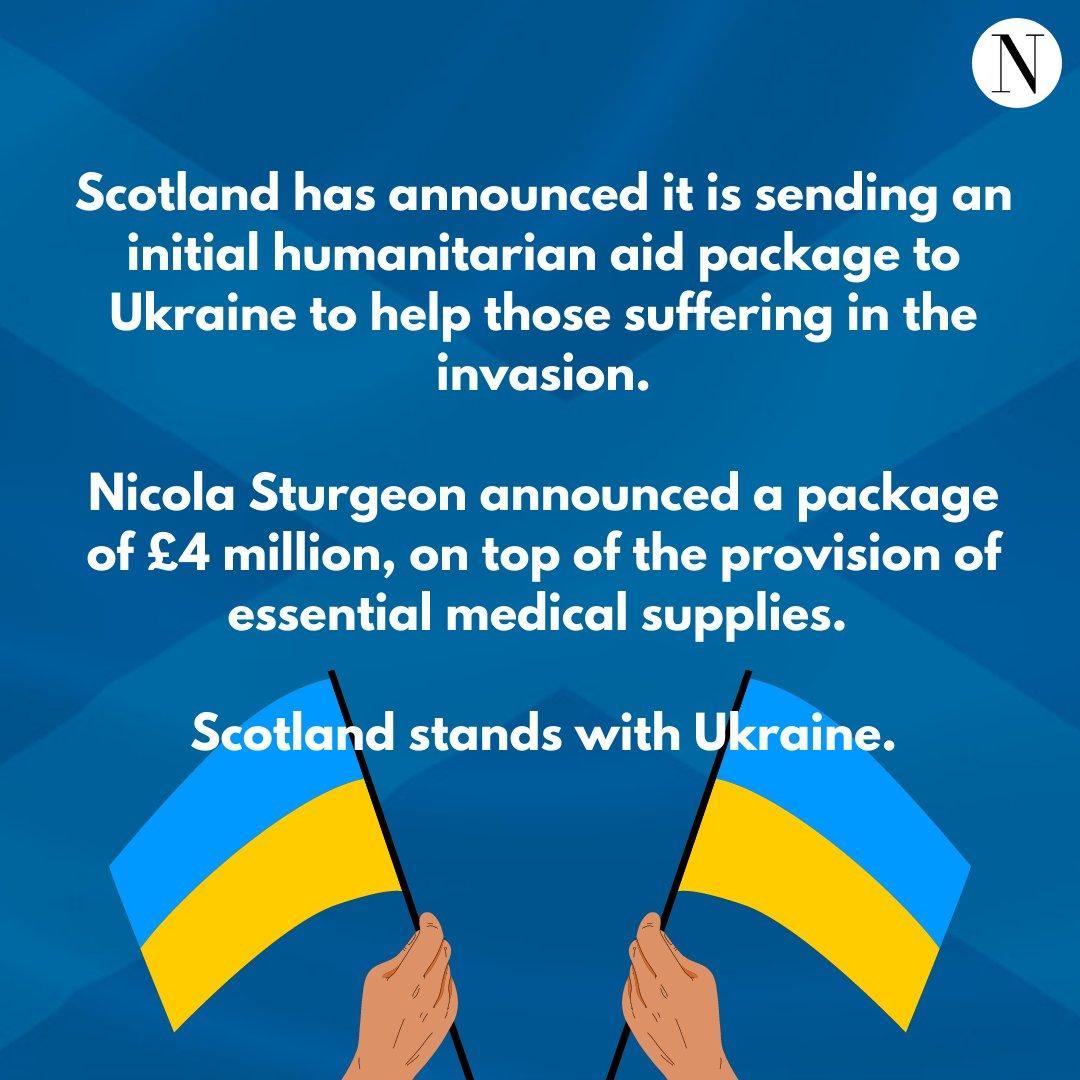 N
Scotland has announced it is sending an
initial humanitarian aid package to
Ukraine to help those suffering in the
invasion.
Nicola Sturgeon announced a package
of £4 million, on top of the provision of
essential medical supplies.
Scotland stands with Ukraine.